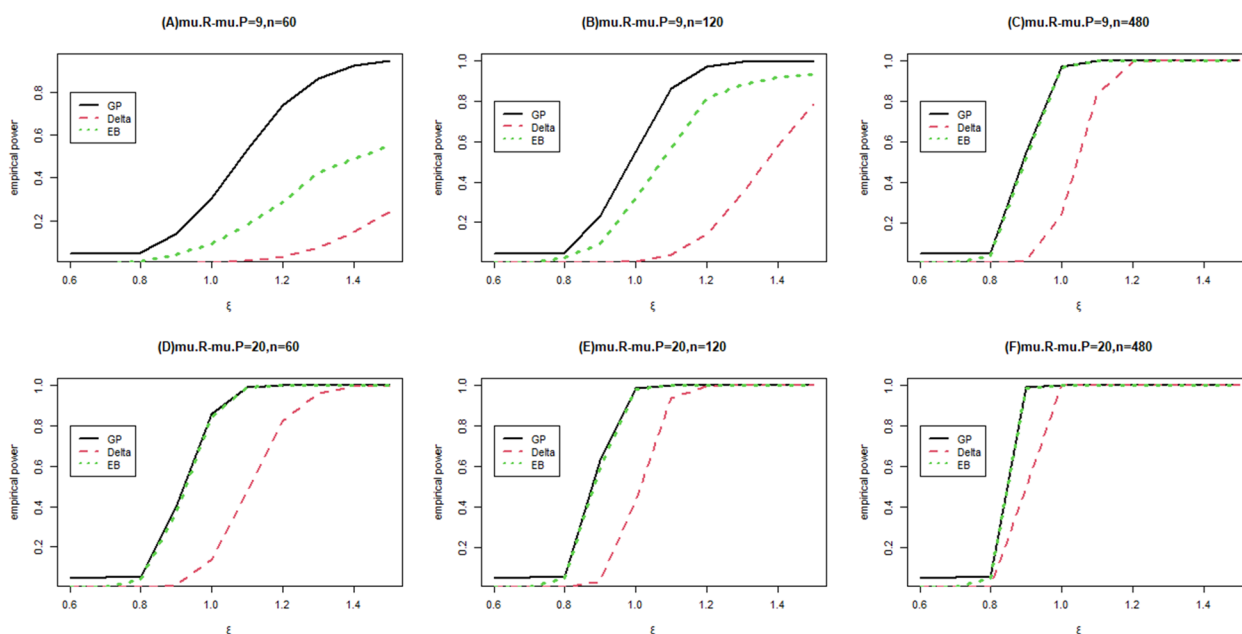 (A)mu.R-mu.P=9,n=60
empirical power
0.2 0.4 0.6 0.8
GP
Delta
EB
0.6 0.8 1.0 1.2 1.4
ξ
(B)mu.R-mu.P=9,n=120
empirical power
0.2 0.4 0.6 0.8 1.0
GP
Delta
EB
0.6 0.8 1.0 1.2 1.4
ξ
(C)mu.R-mu.P=9,n=480
empirical power
0.2 0.4 0.6 0.8 1.0
GP
Delta
EB
0.6 0.8 1.0 1.2 1.4
ξ
(D)mu.R-mu.P=20,n=60
empirical power
0.2 0.4 0.6 0.8 1.0
GP
Delta
EB
0.6 0.8 1.0 1.2 1.4
ξ
(E)mu.R-mu.P=20,n=120
empirical power
0.2 0.4 0.6 0.8 1.0
GP
Delta
EB
0.6 0.8 1.0 1.2 1.4
ξ
(F)mu.R-mu.P=20,n=480
empirical power
0.2 0.4 0.6 0.8 1.0
GP
Delta
EB
0.6 0.8 1.0 1.2 1.4
ξ